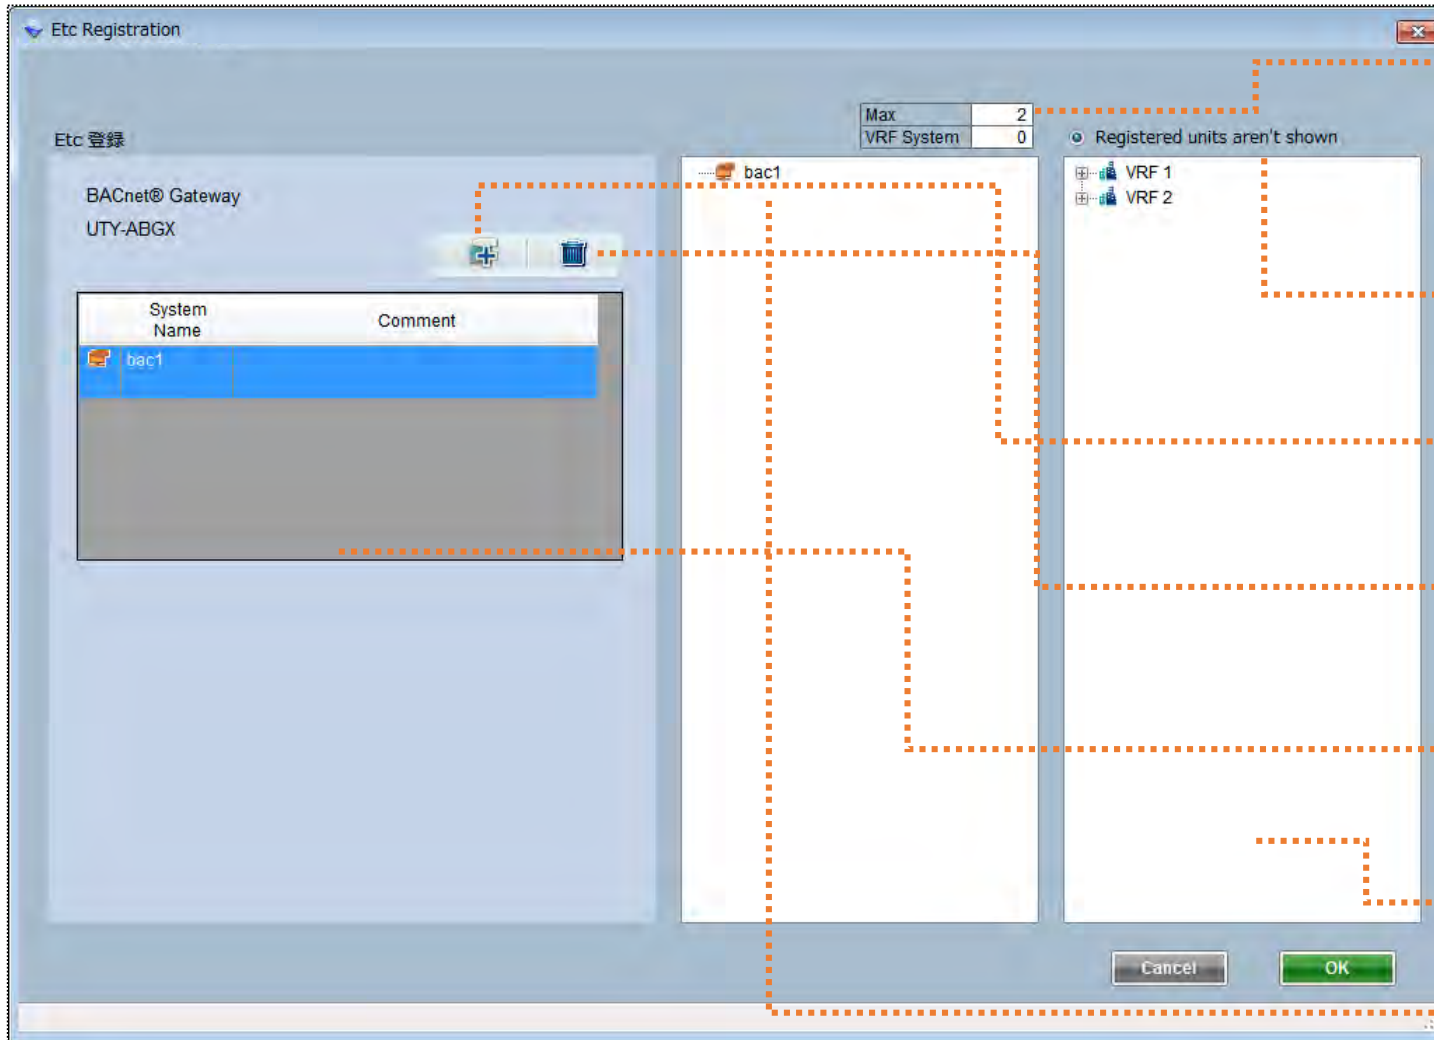 Etc Registration
Etc 登録
Max 2
VRF System 0
Registered units aren't shown
BACnet® Gateway
UTY-ABGX
System
Name
Comment
bac1
bac1
VRF 1
VRF 2
Cancel
OK